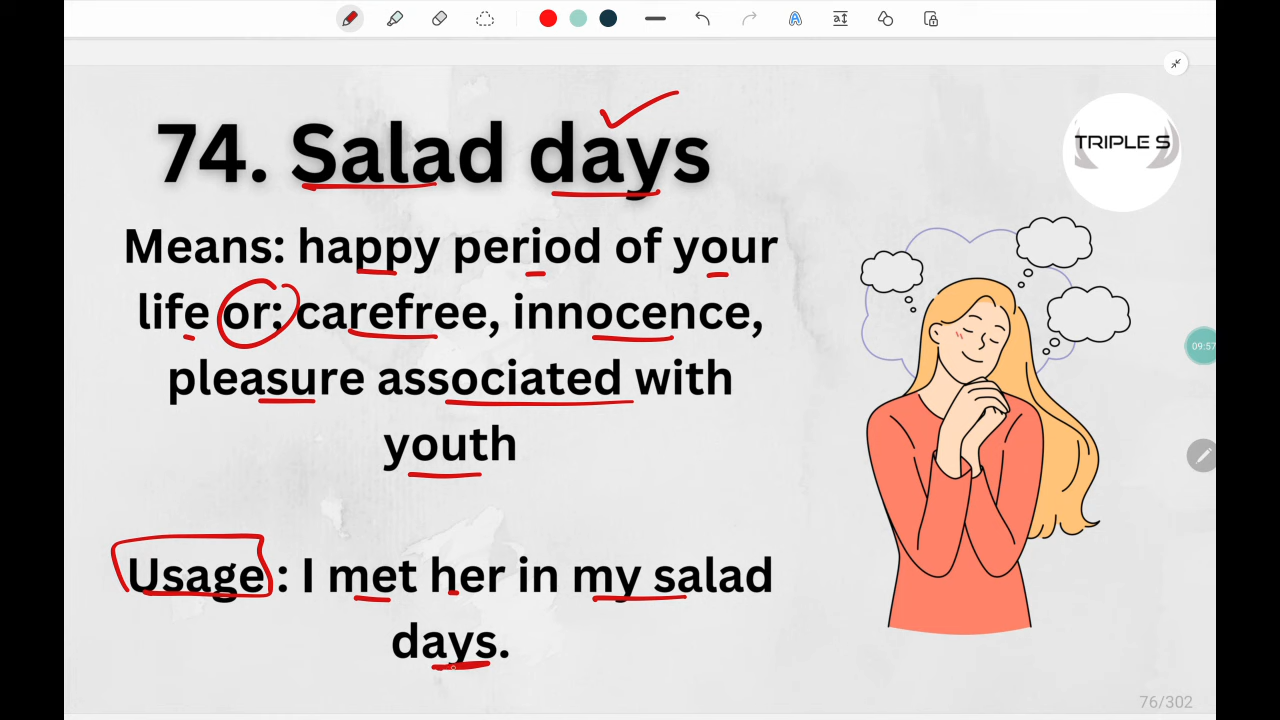 74. Salad days
TRIPLE S
Means: happy period of your
life or; carefree, innocence,
pleasure associated with
youth
09:57
Usage : I met her in my salad
days.
76/302